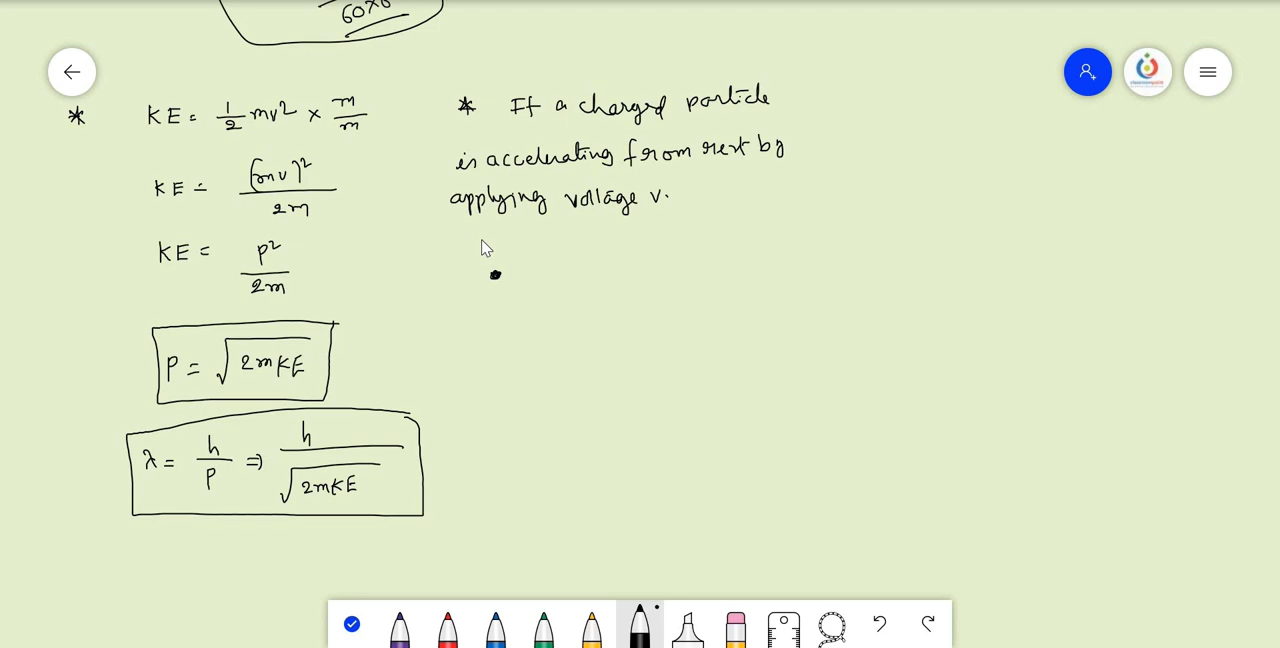 60×6
* KE = 1/2 mv² × m/m
KE = (mv)²/2m
KE = p²/2m
P = √2mKE
λ = h/P ⇒ h/√2mKE
* If a charged particle
is accelerating from rest by
applying voltage v.